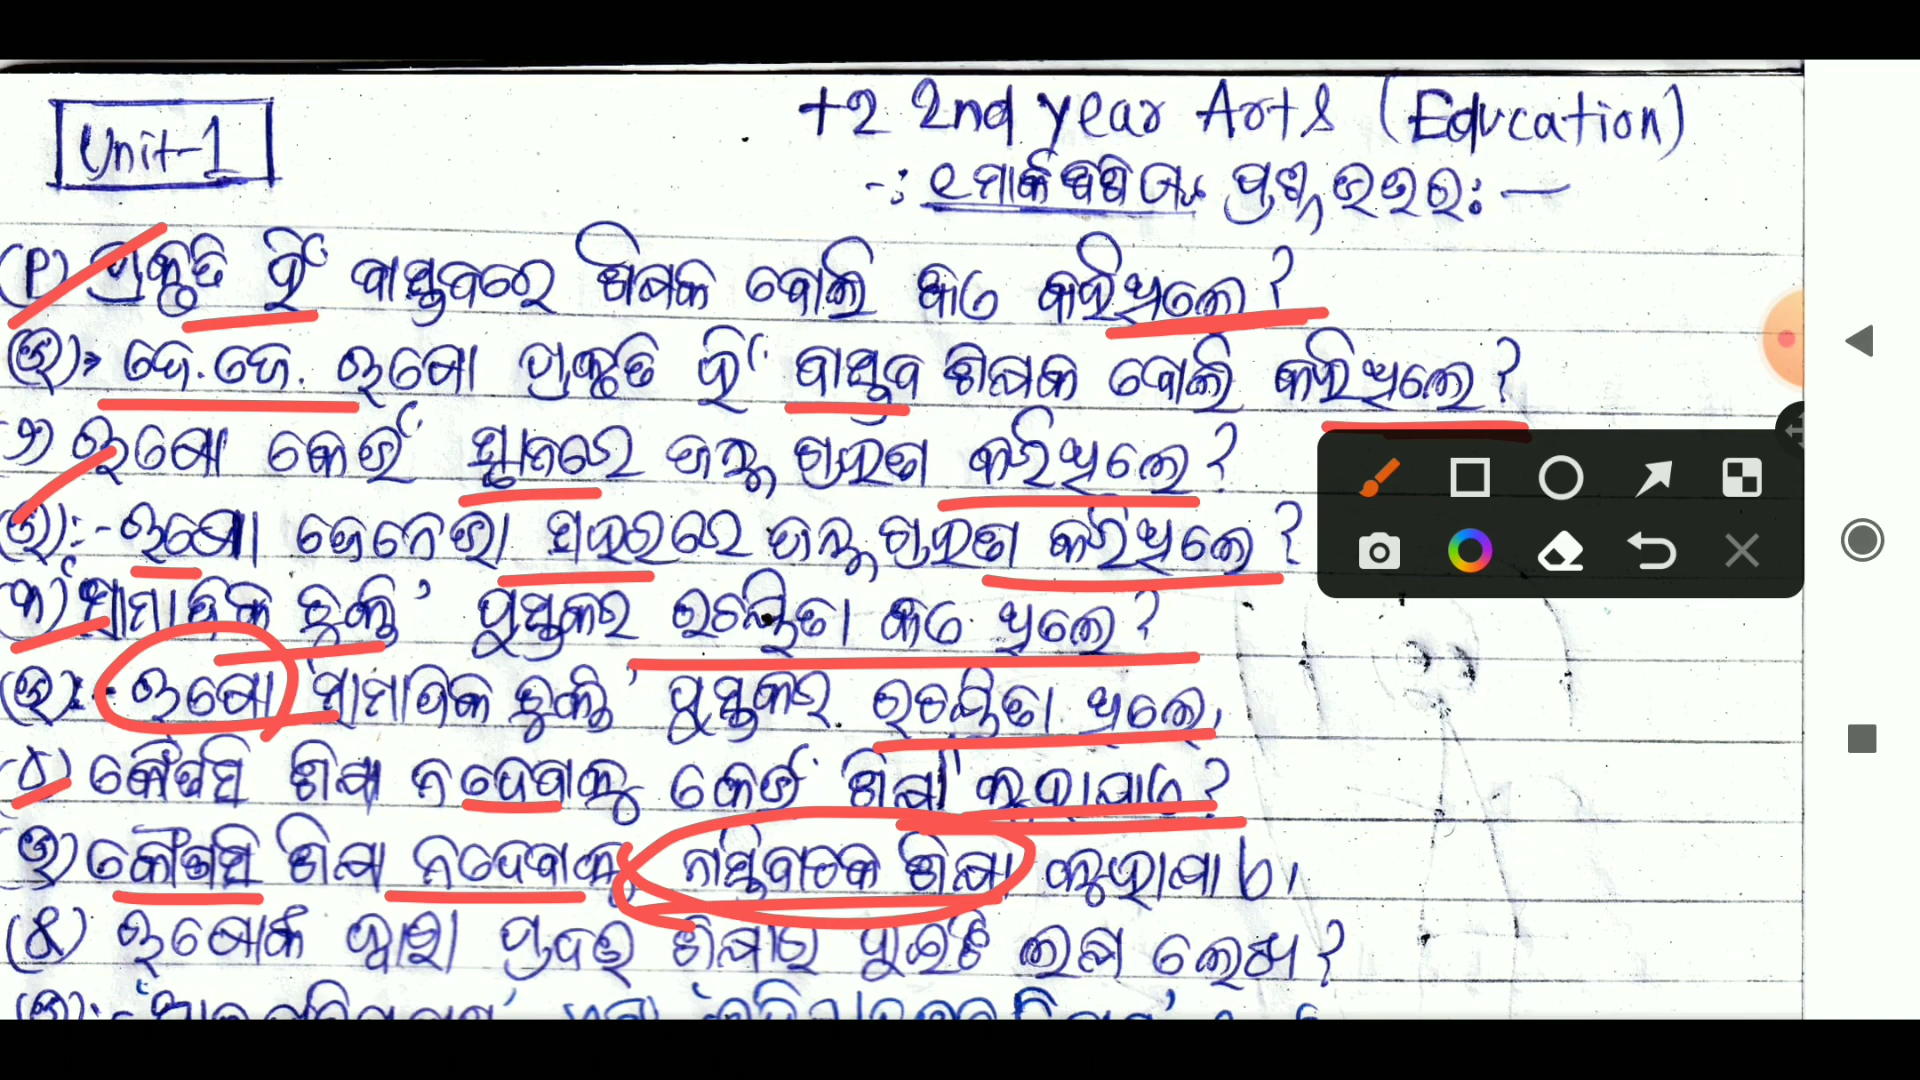 Unit-1
+2 2nd year Arts (Education)
-: ୧ ମାର୍କ ବିଶିଷ୍ଟ ପ୍ରଶ୍ନ ଉତ୍ତର: —
(୧) ପ୍ରକୃତି ହିଁ ବାସ୍ତବରେ ଶିକ୍ଷକ ବୋଲି କିଏ କହିଥିଲେ?
(ଉ):- ଜେ.ଜେ. ରୁଷୋ ପ୍ରକୃତି ହିଁ ବାସ୍ତବ ଶିକ୍ଷକ ବୋଲି କହିଥିଲେ?
୨) ରୁଷୋ କେଉଁ ସ୍ଥାନରେ ଜନ୍ମ ଗ୍ରହଣ କରିଥିଲେ?
(ଉ):- ରୁଷୋ ଜେନେଭା ସହରରେ ଜନ୍ମ ଗ୍ରହଣ କରିଥିଲେ?
୩) 'ସାମାଜିକ ଚୁକ୍ତି' ପୁସ୍ତକର ରଚୟିତା କିଏ ଥିଲେ?
(ଉ):- ରୁଷୋ 'ସାମାଜିକ ଚୁକ୍ତି' ପୁସ୍ତକର ରଚୟିତା ଥିଲେ।
(୪) କୌଣସି ଶିକ୍ଷା ନ ଦେବାକୁ କେଉଁ ଶିକ୍ଷା କୁହାଯାଏ?
ଉ) କୌଣସି ଶିକ୍ଷା ନଦେବାକୁ ନାସ୍ତିବାଚକ ଶିକ୍ଷା କୁହାଯାଏ।
(୫) ରୁଷୋଙ୍କ ଦ୍ୱାରା ପ୍ରଦତ୍ତ ଶିକ୍ଷାର ଦୁଇଟି ଲକ୍ଷ୍ୟ ଲେଖ?
(ଉ):-